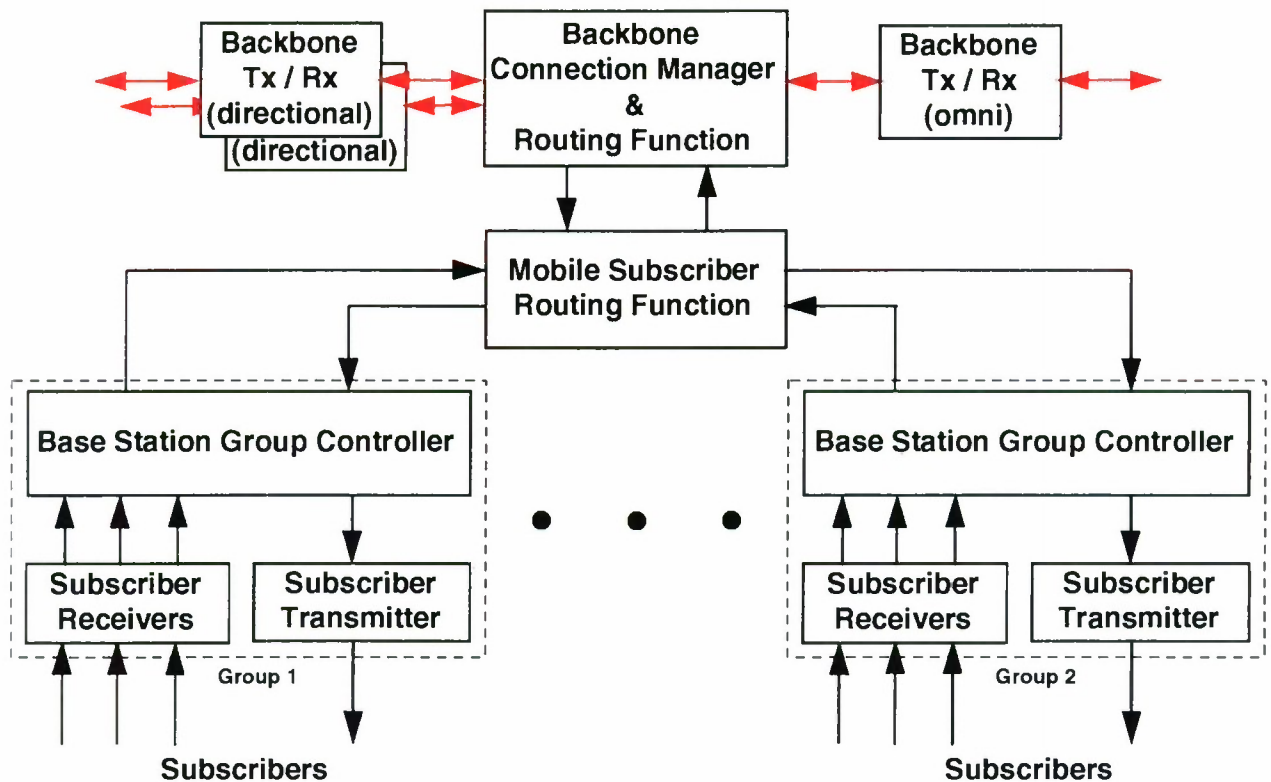 Backbone
Tx / Rx
(directional)
(directional)
Backbone
Connection Manager
&
Routing Function
Backbone
Tx / Rx
(omni)
Mobile Subscriber
Routing Function
Base Station Group Controller
Subscriber
Receivers
Subscriber
Transmitter
Group 1
Subscribers
Base Station Group Controller
Subscriber
Receivers
Subscriber
Transmitter
Group 2
Subscribers